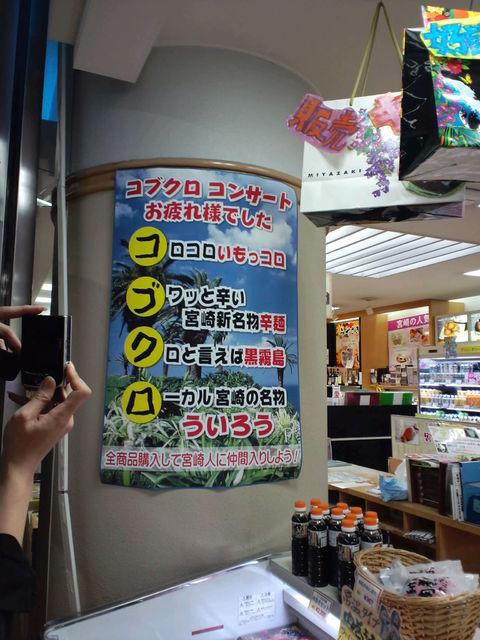 コブクロ コンサート
お疲れ様でした
コロコロいもっコロ
ブワッと辛い
宮崎新名物辛麺
クロと言えば黒霧島
ローカル宮崎の名物
ういろう
全商品購入して宮崎人に仲間入りしよう!
販売
MIYAZAKI
宮崎の人気